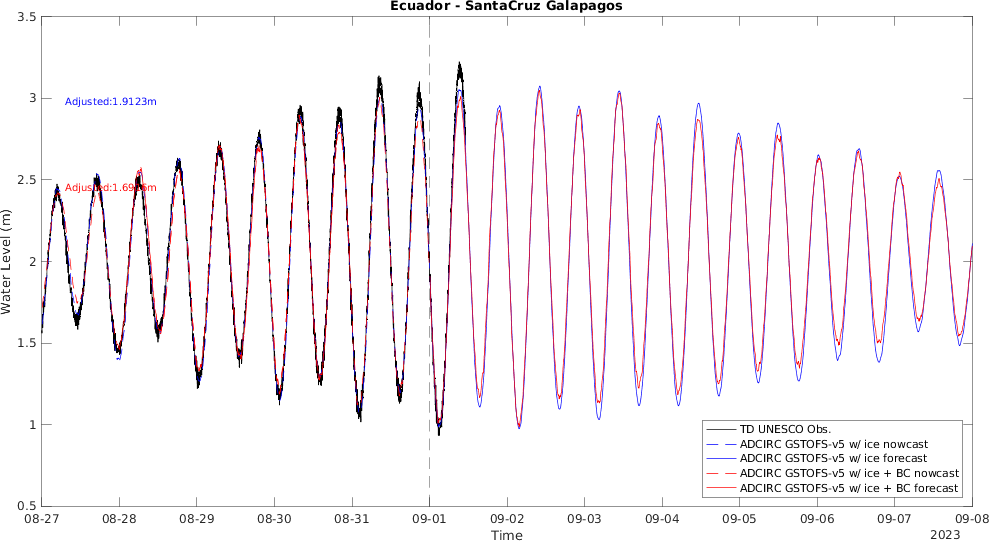 Ecuador - SantaCruz Galapagos
3.5
3
2.5
2
1.5
1
0.5
Water Level (m)
Adjusted:1.9123m
08-27
08-28
08-29
08-30
08-31
09-01
09-02
09-03
09-04
09-05
09-06
09-07
09-08
Time
2023
TD UNESCO Obs.
ADCIRC GSTOFS-v5 w/ ice nowcast
ADCIRC GSTOFS-v5 w/ ice forecast
ADCIRC GSTOFS-v5 w/ ice + BC nowcast
ADCIRC GSTOFS-v5 w/ ice + BC forecast